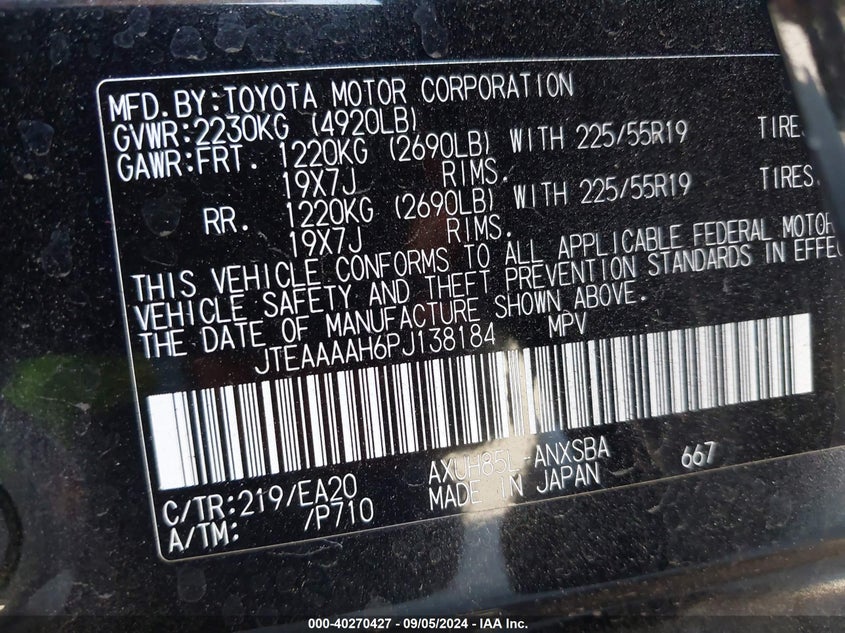 MFD.BY:TOYOTA MOTOR CORPORATION
GVWR:2230KG (4920LB)
GAWR:FRT. 1220KG (2690LB) WITH 225/55R19 TIRES,
19X7J RIMS.
RR. 1220KG (2690LB) WITH 225/55R19 TIRES,
19X7J RIMS.
THIS VEHICLE CONFORMS TO ALL APPLICABLE FEDERAL MOTOR
VEHICLE SAFETY AND THEFT PREVENTION STANDARDS IN EFFEC
THE DATE OF MANUFACTURE SHOWN ABOVE.
JTEAAAAH6PJ138184 MPV
C/TR:219/EA20 AXUH85L-ANXSBA 667
A/TM: /P710 MADE IN JAPAN
000-40270427 - 09/05/2024 - IAA Inc.